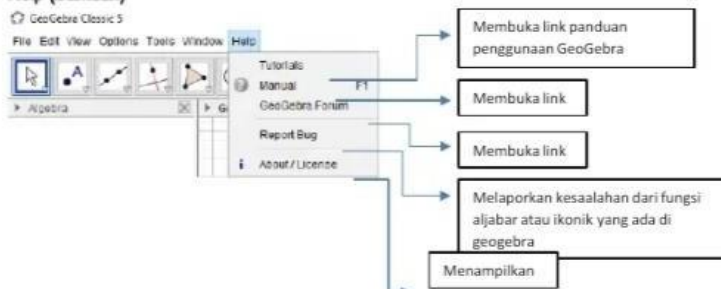 GeoGebra Classic 5
File Edit View Options Tools Window Help
Membuka link panduan
penggunaan GeoGebra
Tutorials
Manual F1
GeoGebra Forum
Report Bug
About / License
Algebra
G
Membuka link
Membuka link
Melaporkan kesaalahan dari fungsi
aljabar atau ikonik yang ada di
geogebra
Menampilkan